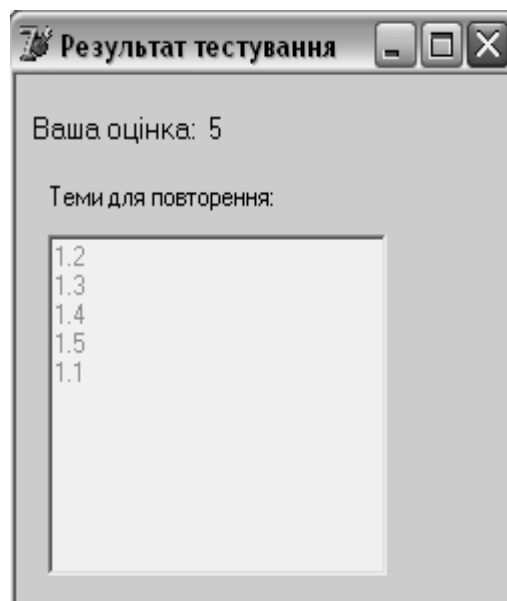 Результат тестування
Ваша оцінка: 5
Теми для повторення:
1.2
1.3
1.4
1.5
1.1